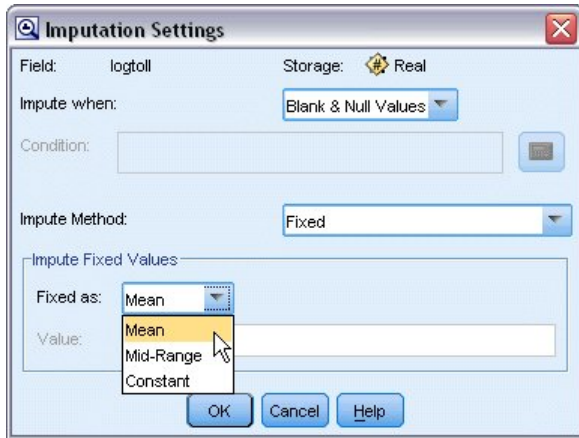 Imputation Settings
Field: logtoll Storage: Real
Impute when: Blank & Null Values
Condition:
Impute Method: Fixed
Impute Fixed Values
Fixed as: Mean
Mean
Value:
Mid-Range
Constant
OK Cancel Help